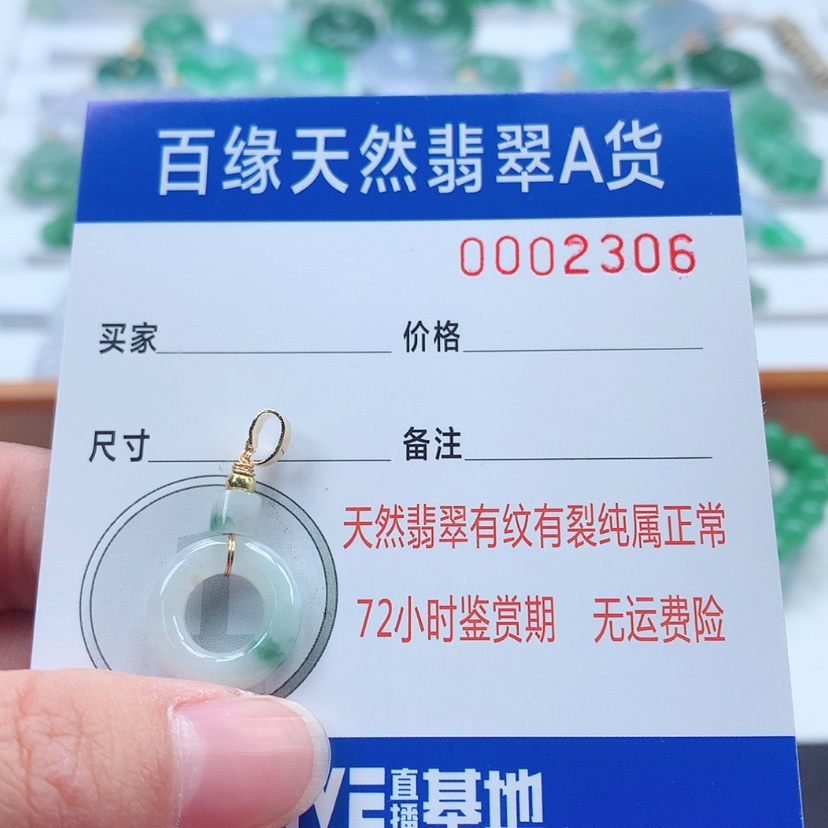 百缘天然翡翠A货
0002306
买家 价格
尺寸 备注
天然翡翠有纹有裂纯属正常
72小时鉴赏期 无运费险
直播基地